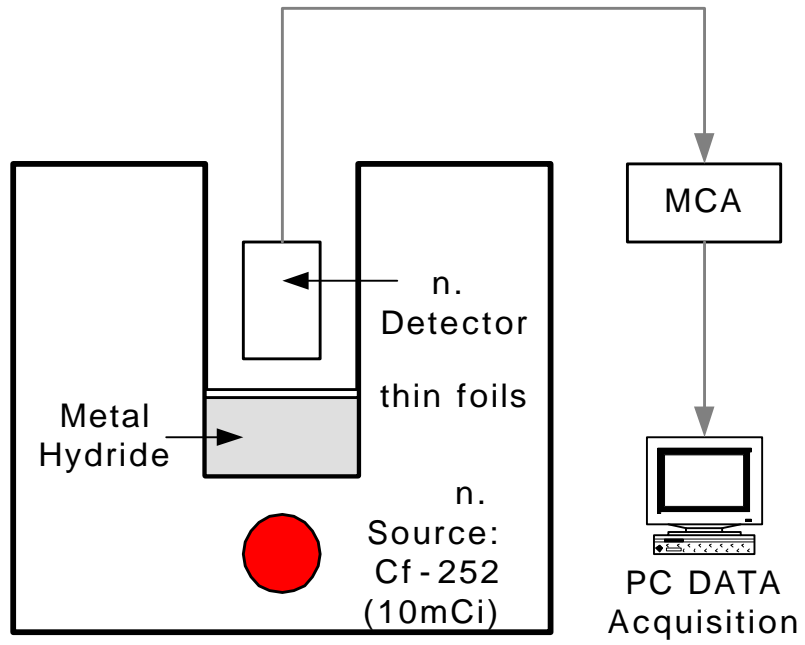 MCA
n.
Detector
thin foils
Metal
Hydride
n.
Source:
Cf-252
(10mCi)
PC DATA
Acquisition